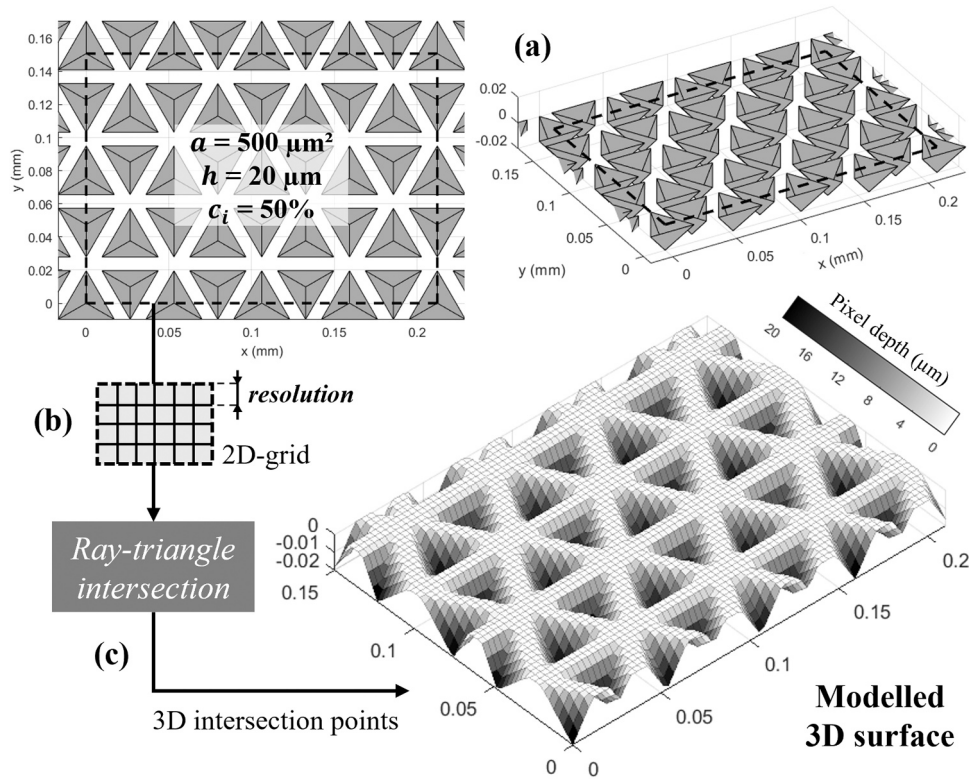 (a)
0.16
0.14
0.12
0.1
0.08
0.06
0.04
0.02
0
y (mm)
a = 500 μm²
h = 20 μm
c_i = 50%
0
0.05
0.1
0.15
0.2
x (mm)
0.02
0
-0.02
0.15
0.1
0.05
0
y (mm)
0
0.05
0.1
0.15
0.2
x (mm)
(b)
resolution
2D-grid
Ray-triangle
intersection
(c)
3D intersection points
Pixel depth (μm)
20
16
12
8
4
0
0
-0.01
-0.02
0.15
0.1
0.05
0
0
0.05
0.1
0.15
0.2
Modelled
3D surface